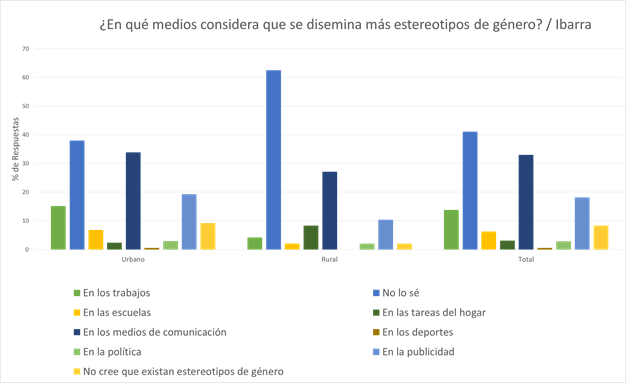 ¿En qué medios considera que se disemina más estereotipos de género? / Ibarra
70
60
50
40
30
20
10
0
% de Respuestas
Urbano Rural Total
En los trabajos No lo sé
En las escuelas En las tareas del hogar
En los medios de comunicación En los deportes
En la política En la publicidad
No cree que existan estereotipos de género